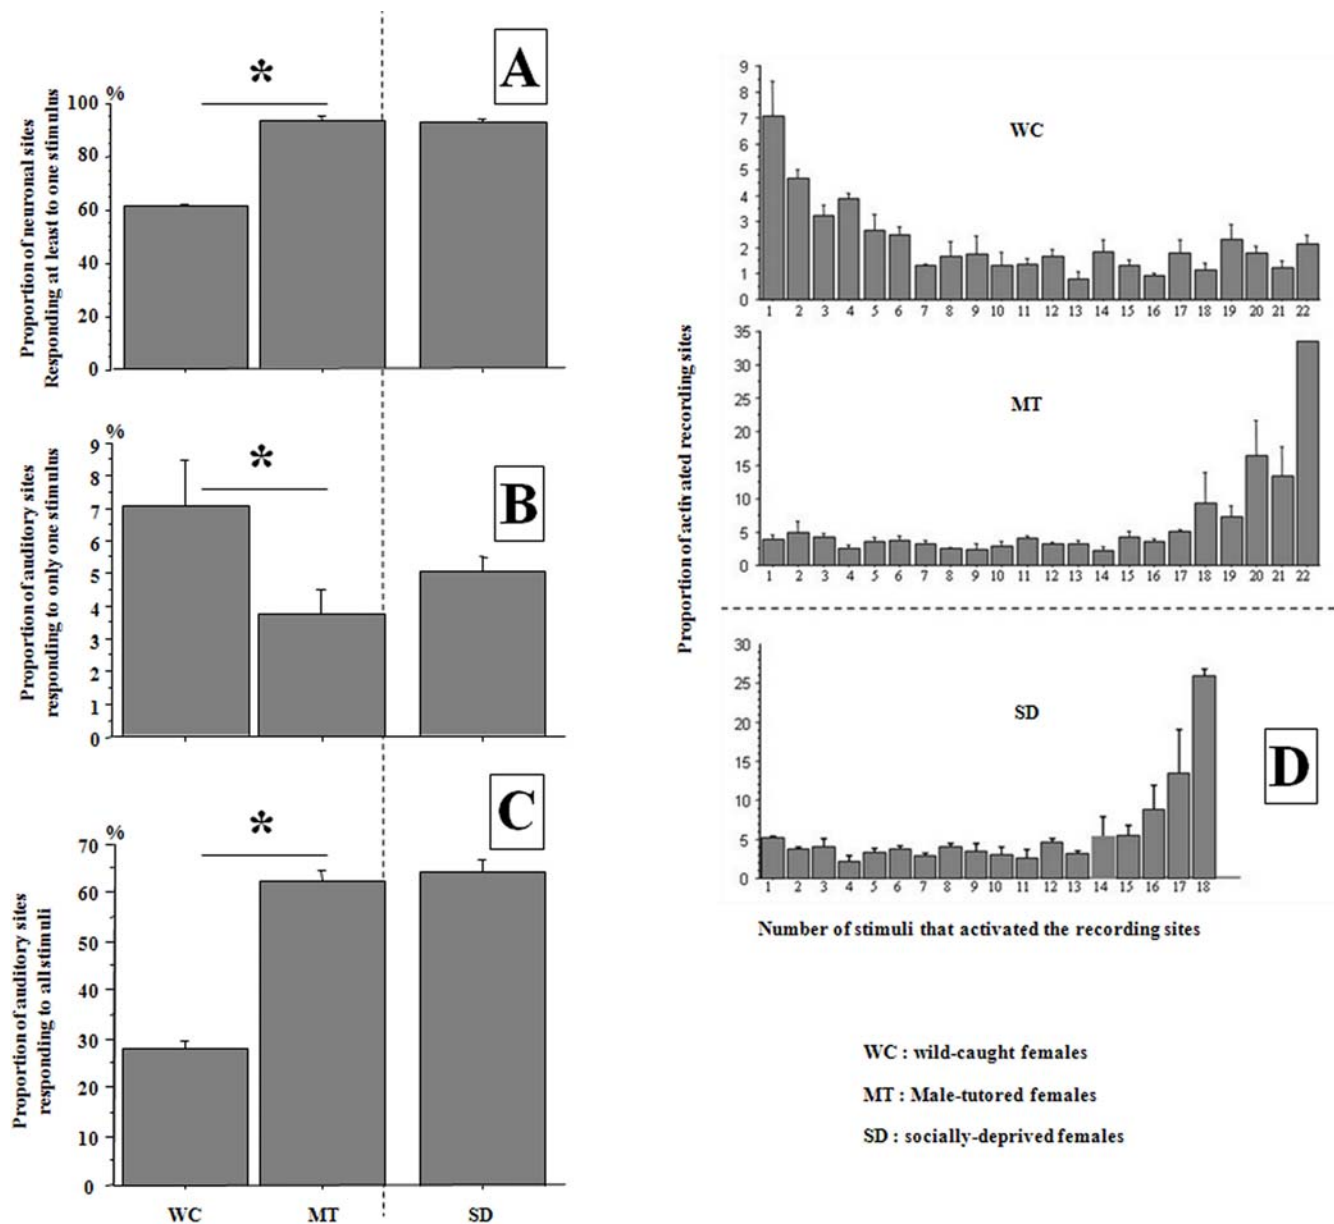 A
*
%
100
80
60
40
20
0
Proportion of neuronal sites
Responding at least to one stimulus
B
*
%
9
8
7
6
5
4
3
2
1
0
Proportion of auditory sites
responding to only one stimulus
C
*
%
70
60
50
40
30
20
10
0
Proportion of auditory sites
responding to all stimuli
WC MT SD
Proportion of activated recording sites
WC
9
8
7
6
5
4
3
2
1
0
1 2 3 4 5 6 7 8 9 10 11 12 13 14 15 16 17 18 19 20 21 22
MT
35
30
25
20
15
10
5
0
1 2 3 4 5 6 7 8 9 10 11 12 13 14 15 16 17 18 19 20 21 22
SD
30
25
20
15
10
5
0
1 2 3 4 5 6 7 8 9 10 11 12 13 14 15 16 17 18
D
Number of stimuli that activated the recording sites
WC : wild-caught females
MT : Male-tutored females
SD : socially-deprived females